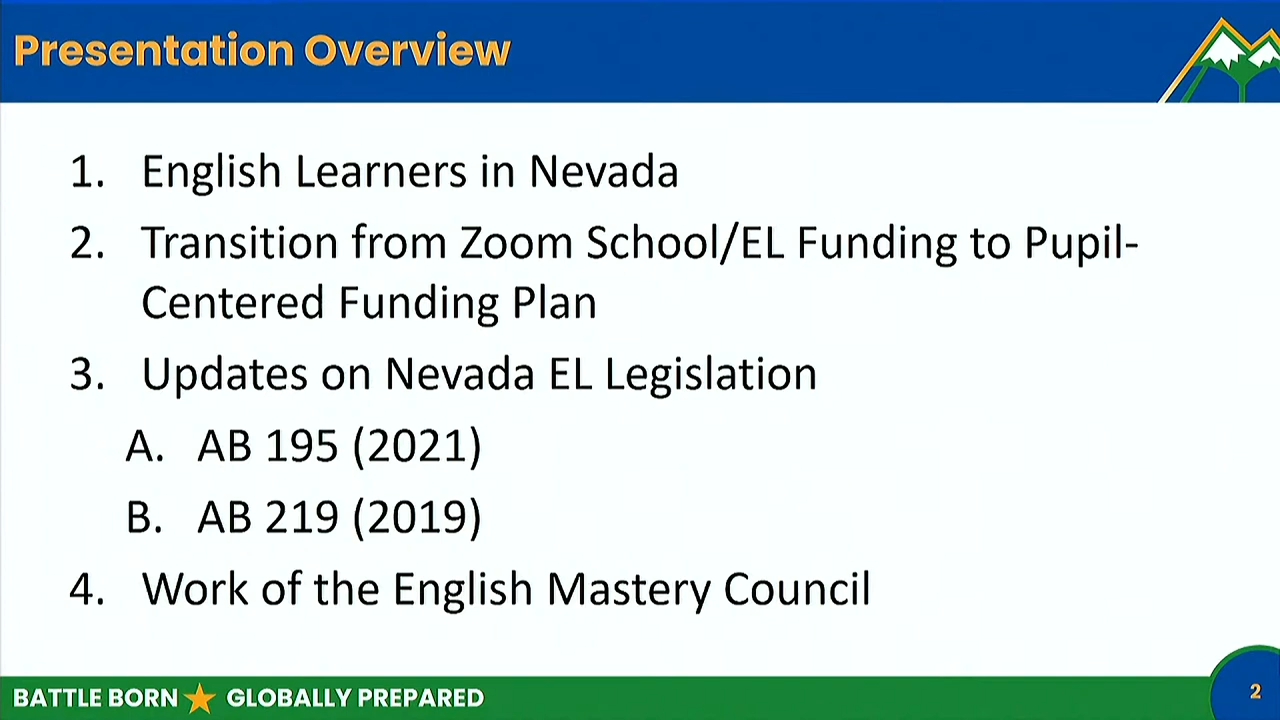 Presentation Overview
1. English Learners in Nevada
2. Transition from Zoom School/EL Funding to Pupil-
Centered Funding Plan
3. Updates on Nevada EL Legislation
A. AB 195 (2021)
B. AB 219 (2019)
4. Work of the English Mastery Council
BATTLE BORN GLOBALLY PREPARED
2